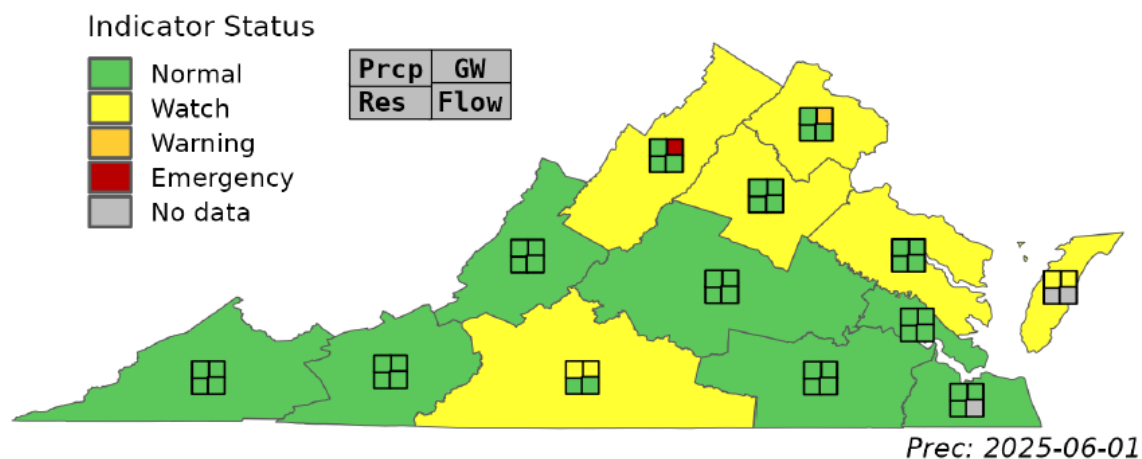 Indicator Status
Normal
Watch
Warning
Emergency
No data
Prcp GW
Res Flow
Prec: 2025-06-01